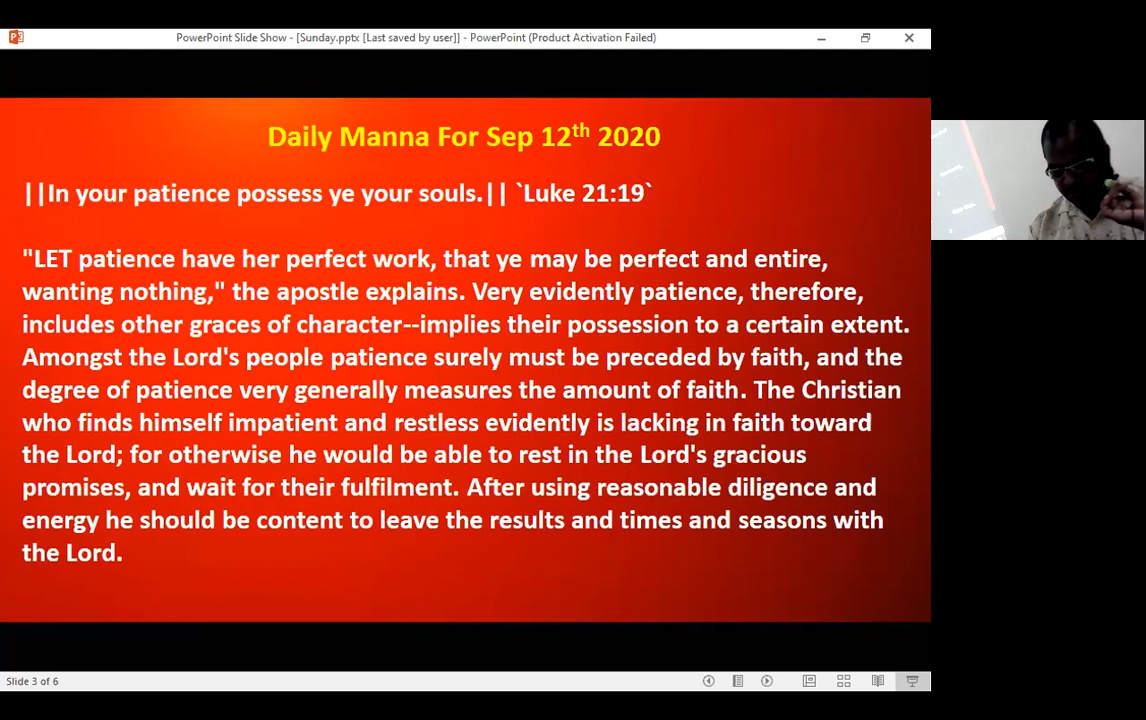 PowerPoint Slide Show - [Sunday.pptx [Last saved by user]] - PowerPoint (Product Activation Failed)
Daily Manna For Sep 12th 2020
||In your patience possess ye your souls.|| `Luke 21:19`
"LET patience have her perfect work, that ye may be perfect and entire,
wanting nothing," the apostle explains. Very evidently patience, therefore,
includes other graces of character--implies their possession to a certain extent.
Amongst the Lord's people patience surely must be preceded by faith, and the
degree of patience very generally measures the amount of faith. The Christian
who finds himself impatient and restless evidently is lacking in faith toward
the Lord; for otherwise he would be able to rest in the Lord's gracious
promises, and wait for their fulfilment. After using reasonable diligence and
energy he should be content to leave the results and times and seasons with
the Lord.
Slide 3 of 6